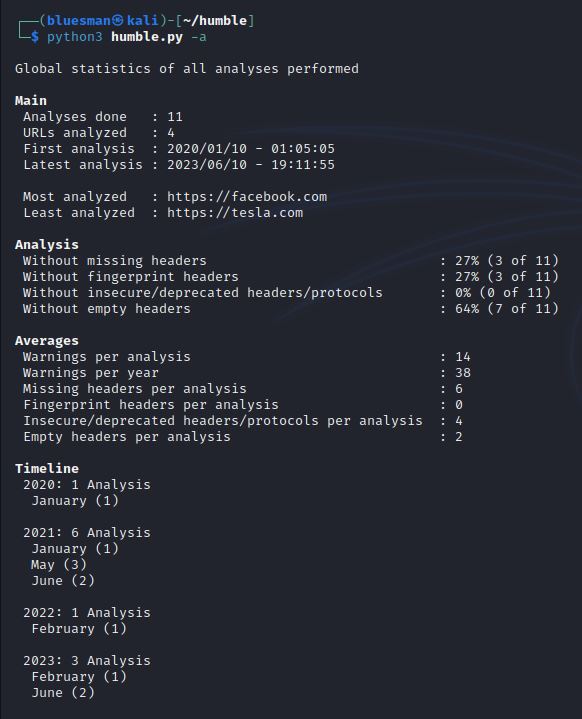 ┌──(bluesman㉿kali)-[~/humble]
└─$ python3 humble.py -a
Global statistics of all analyses performed
Main
Analyses done   : 11
URLs analyzed   : 4
First analysis  : 2020/01/10 - 01:05:05
Latest analysis : 2023/06/10 - 19:11:55
Most analyzed   : https://facebook.com
Least analyzed  : https://tesla.com
Analysis
Without missing headers                             : 27% (3 of 11)
Without fingerprint headers                         : 27% (3 of 11)
Without insecure/deprecated headers/protocols       : 0% (0 of 11)
Without empty headers                               : 64% (7 of 11)
Averages
Warnings per analysis                               : 14
Warnings per year                                   : 38
Missing headers per analysis                        : 6
Fingerprint headers per analysis                    : 0
Insecure/deprecated headers/protocols per analysis  : 4
Empty headers per analysis                          : 2
Timeline
2020: 1 Analysis
January (1)
2021: 6 Analysis
January (1)
May (3)
June (2)
2022: 1 Analysis
February (1)
2023: 3 Analysis
February (1)
June (2)